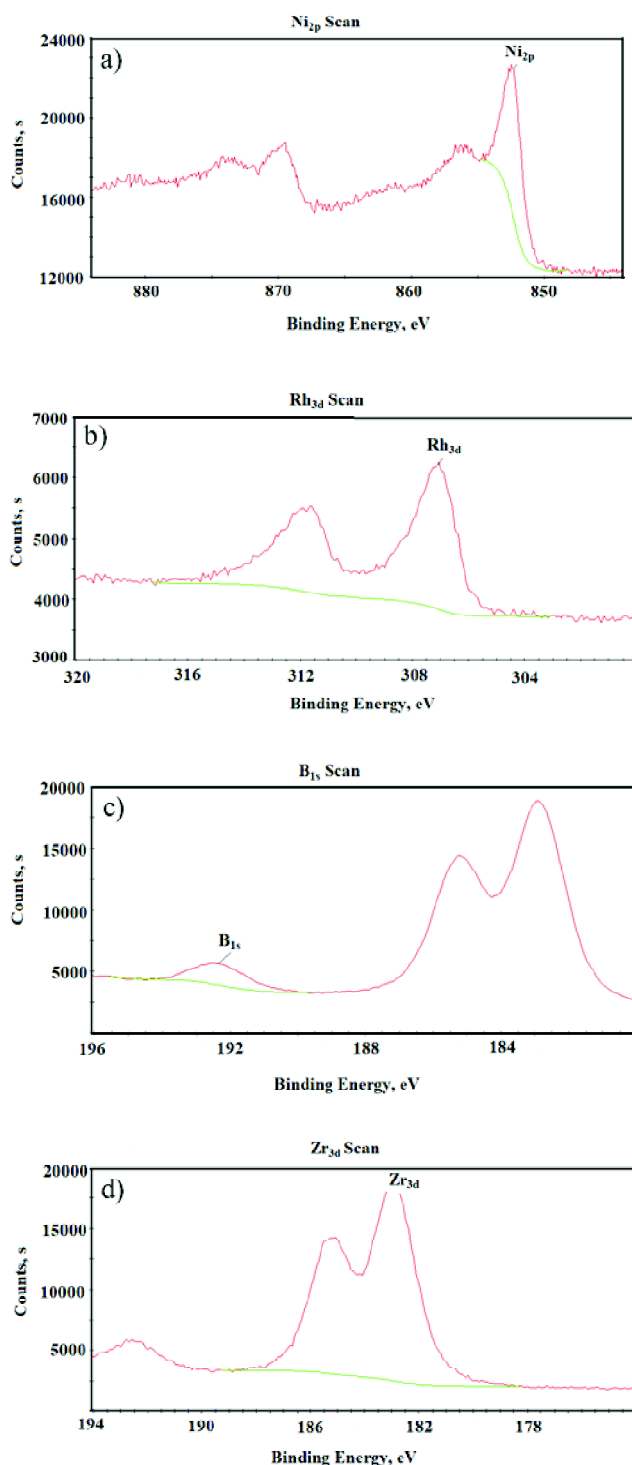 Ni2p Scan
a)
Ni2p
24000
20000
16000
12000
Counts, s
880 870 860 850
Binding Energy, eV
Rh3d Scan
b)
Rh3d
7000
6000
5000
4000
3000
Counts, s
320 316 312 308 304
Binding Energy, eV
B1s Scan
c)
B1s
20000
15000
10000
5000
Counts, s
196 192 188 184
Binding Energy, eV
Zr3d Scan
d)
Zr3d
20000
15000
10000
5000
Counts, s
194 190 186 182 178
Binding Energy, eV